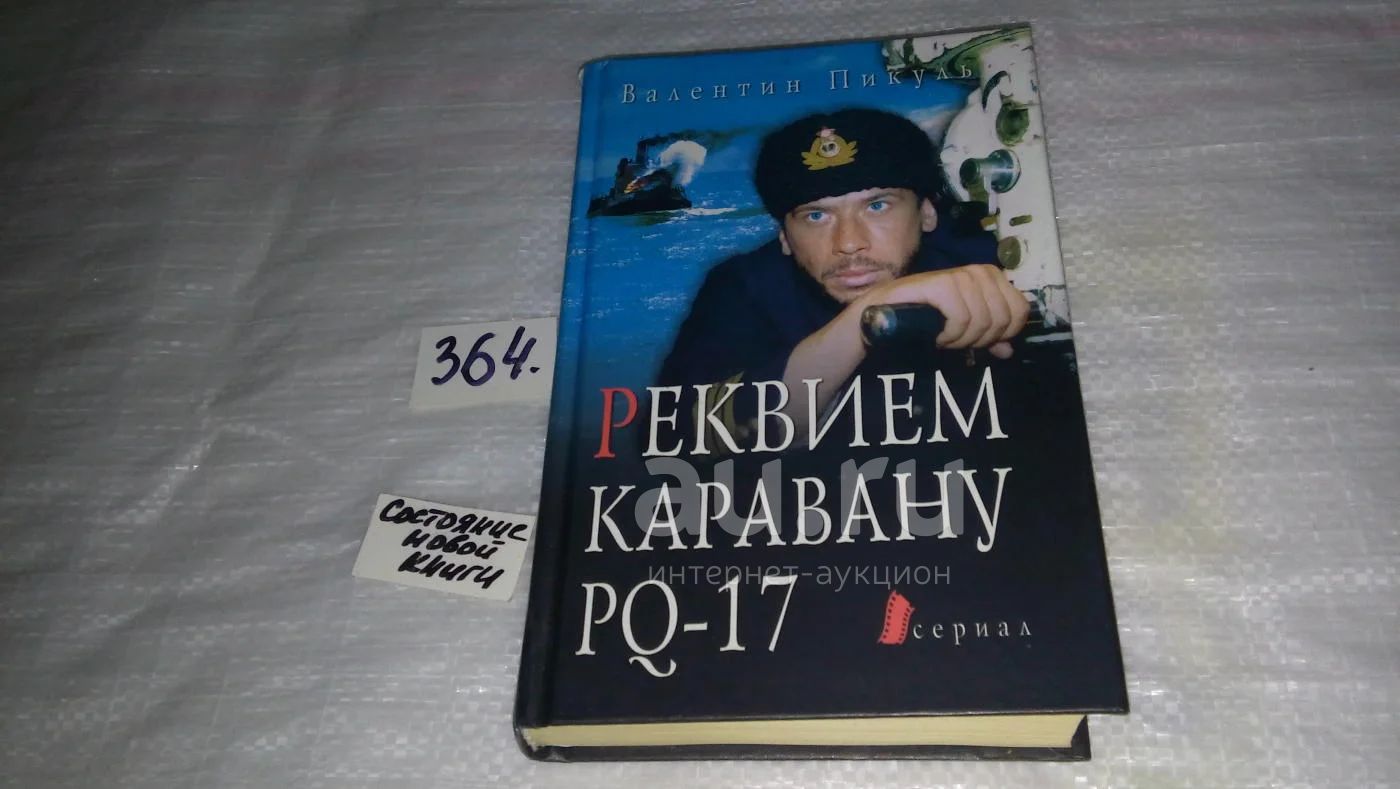 Валентин Пикуль
364.
РЕКВИЕМ
КАРАВАНУ
PQ-17
сериал
Состояние
новой
книги
au.ru
интернет-аукцион